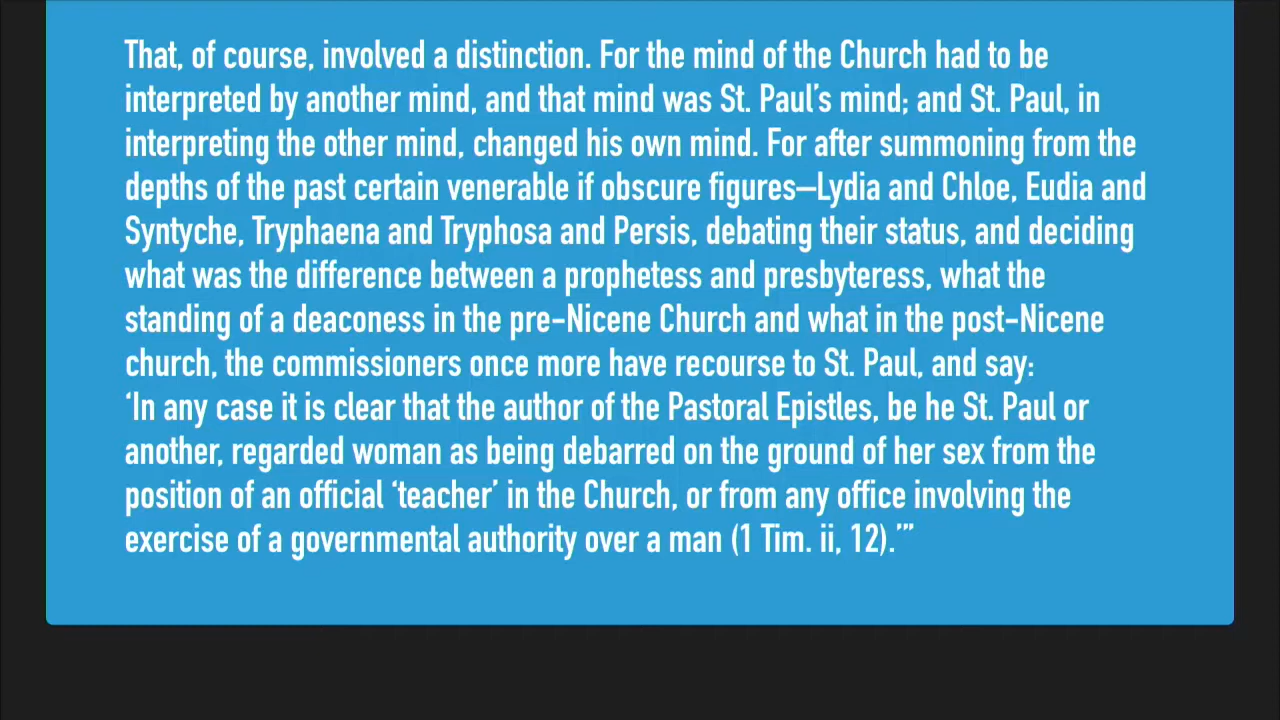 That, of course, involved a distinction. For the mind of the Church had to be
interpreted by another mind, and that mind was St. Paul's mind; and St. Paul, in
interpreting the other mind, changed his own mind. For after summoning from the
depths of the past certain venerable if obscure figures—Lydia and Chloe, Eudia and
Syntyche, Tryphaena and Tryphosa and Persis, debating their status, and deciding
what was the difference between a prophetess and presbyteress, what the
standing of a deaconess in the pre-Nicene Church and what in the post-Nicene
church, the commissioners once more have recourse to St. Paul, and say:
‘In any case it is clear that the author of the Pastoral Epistles, be he St. Paul or
another, regarded woman as being debarred on the ground of her sex from the
position of an official ‘teacher’ in the Church, or from any office involving the
exercise of a governmental authority over a man (1 Tim. ii, 12).’”